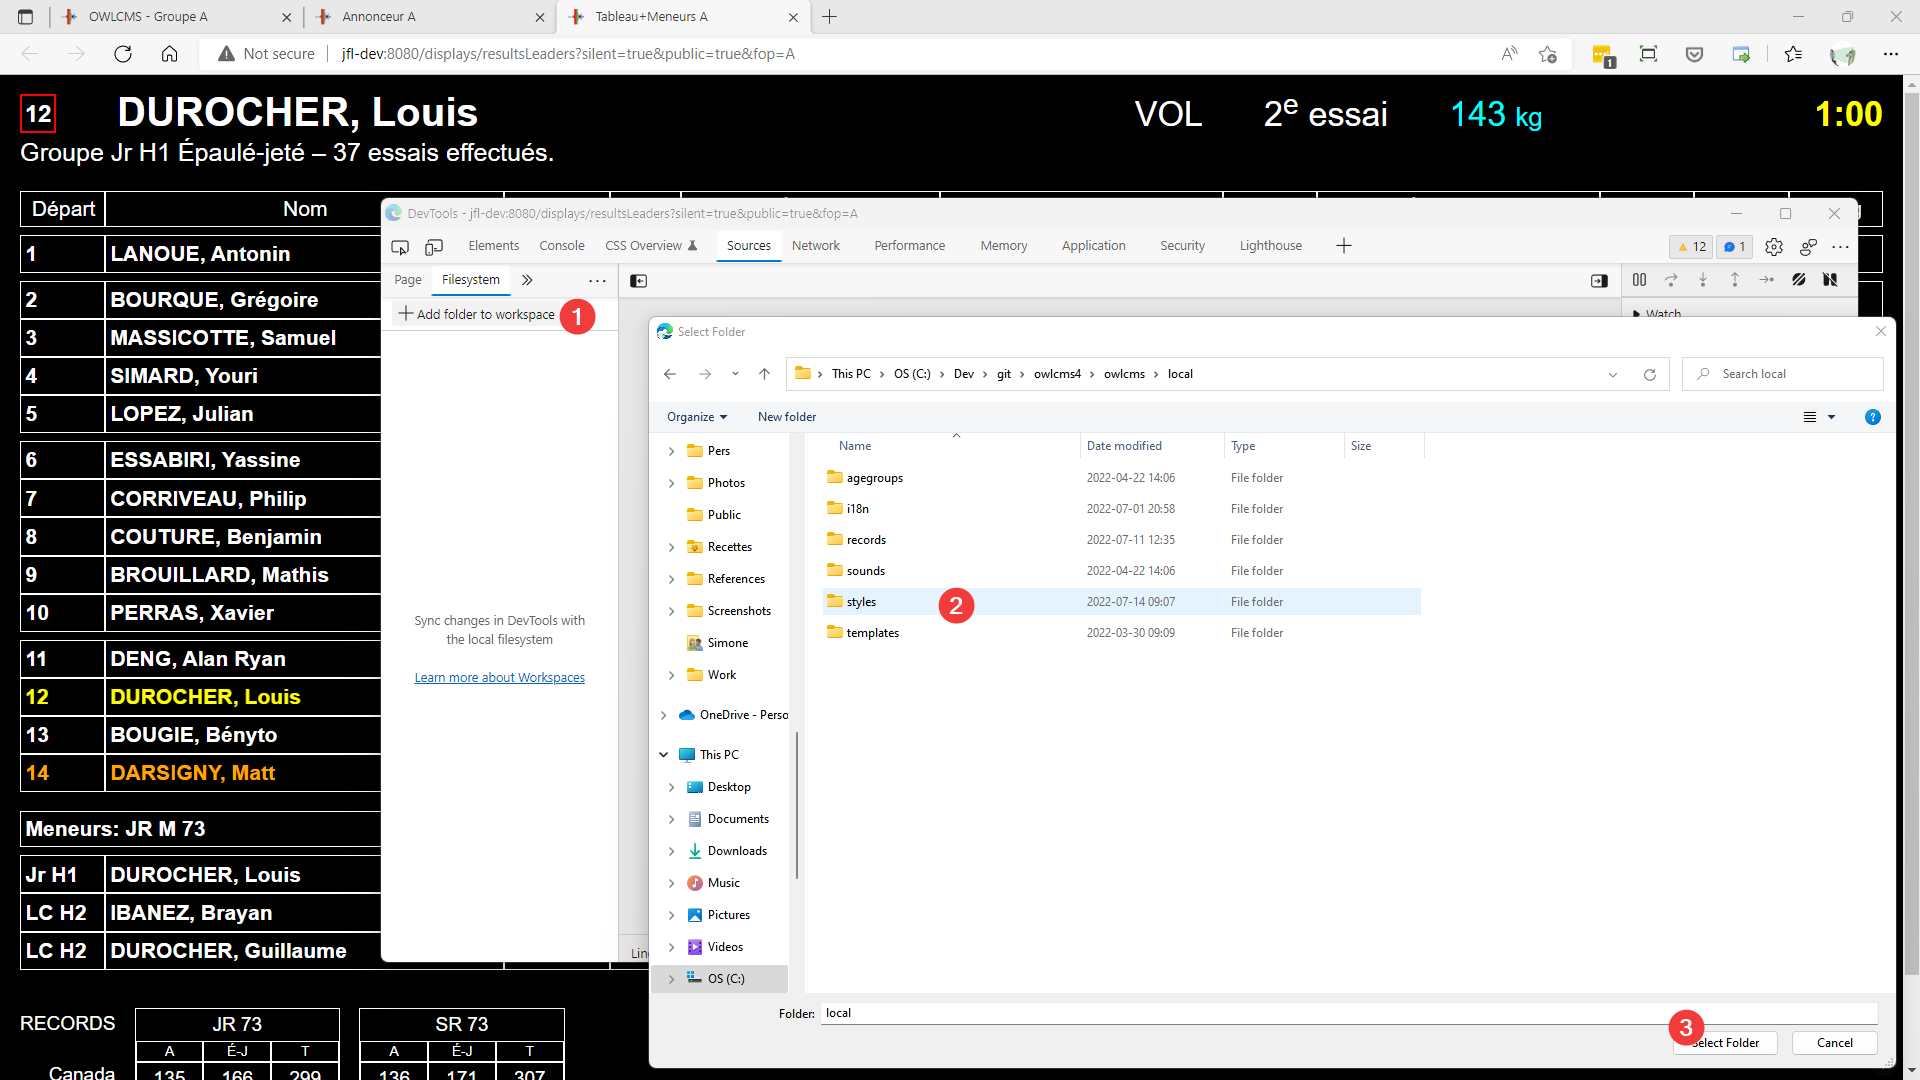 OWLCMS - Groupe A
Annonceur A
Tableau+Meneurs A
Not secure
jfl-dev:8080/displays/resultsLeaders?silent=true&public=true&fop=A
1
12
DUROCHER, Louis
VOL
2e essai
143 kg
1:00
Groupe Jr H1 Épaulé-jeté – 37 essais effectués.
Départ
Nom
1 LANOUE, Antonin
2 BOURQUE, Grégoire
3 MASSICOTTE, Samuel
4 SIMARD, Youri
5 LOPEZ, Julian
6 ESSABIRI, Yassine
7 CORRIVEAU, Philip
8 COUTURE, Benjamin
9 BROUILLARD, Mathis
10 PERRAS, Xavier
11 DENG, Alan Ryan
12 DUROCHER, Louis
13 BOUGIE, Bényto
14 DARSIGNY, Matt
Meneurs: JR M 73
Jr H1 DUROCHER, Louis
LC H2 IBANEZ, Brayan
LC H2 DUROCHER, Guillaume
RECORDS
JR 73
SR 73
A É-J T
A É-J T
Canada
135 166 299
136 171 307
DevTools - jfl-dev:8080/displays/resultsLeaders?silent=true&public=true&fop=A
Elements
Console
CSS Overview
Sources
Network
Performance
Memory
Application
Security
Lighthouse
12
1
Page
Filesystem
Add folder to workspace
1
Watch
Sync changes in DevTools with
the local filesystem
Learn more about Workspaces
Select Folder
This PC
OS (C:)
Dev
git
owlcms4
owlcms
local
Search local
Organize
New folder
Pers
Photos
Public
Recettes
References
Screenshots
Simone
Work
OneDrive - Perso
This PC
Desktop
Documents
Downloads
Music
Pictures
Videos
OS (C:)
Name
Date modified
Type
Size
agegroups 2022-04-22 14:06 File folder
i18n 2022-07-01 20:58 File folder
records 2022-07-11 12:35 File folder
sounds 2022-04-22 14:06 File folder
styles 2 2022-07-14 09:07 File folder
templates 2022-03-30 09:09 File folder
Folder:
local
3
Select Folder
Cancel